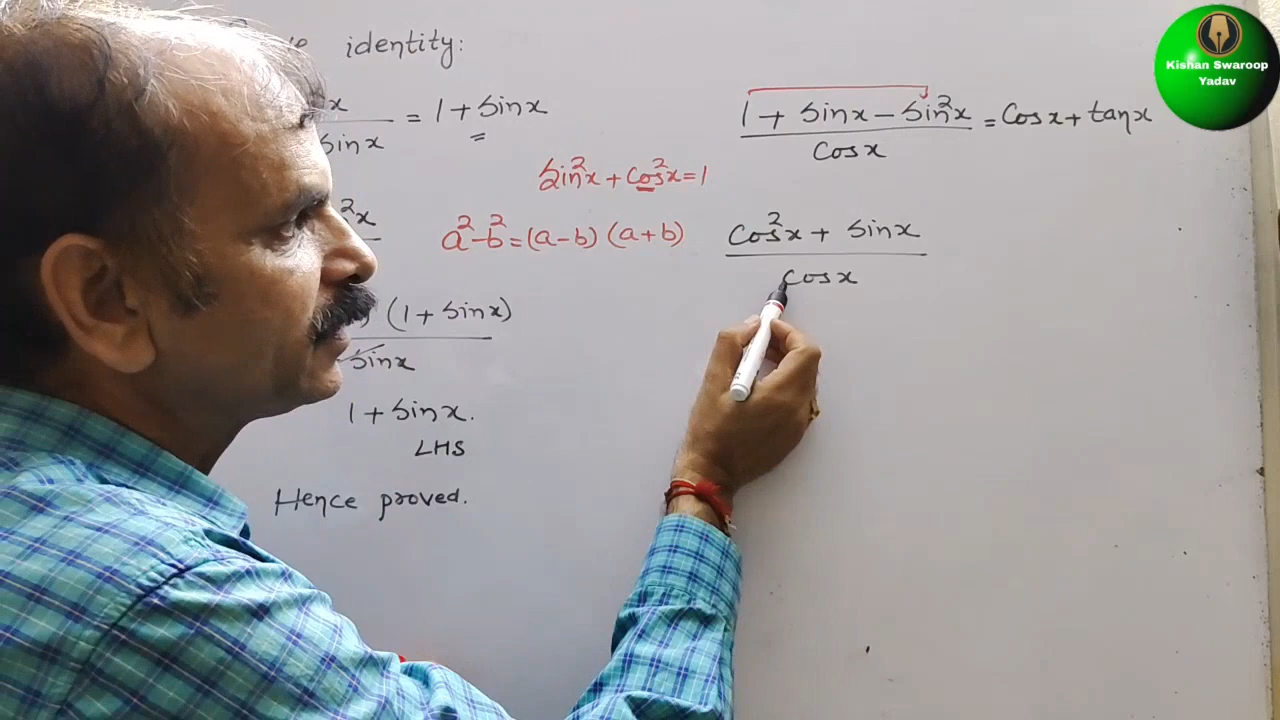 identity:
x
sinx = 1 + sinx
²x
(1 + sinx)
sinx
1 + sinx.
LHS
Hence proved.
sin²x + cos²x = 1
a² - b² = (a - b) (a + b)
1 + sinx - sin²x
cosx = cosx + tanx
cos²x + sinx
cosx
Kishan Swaroop
Yadav